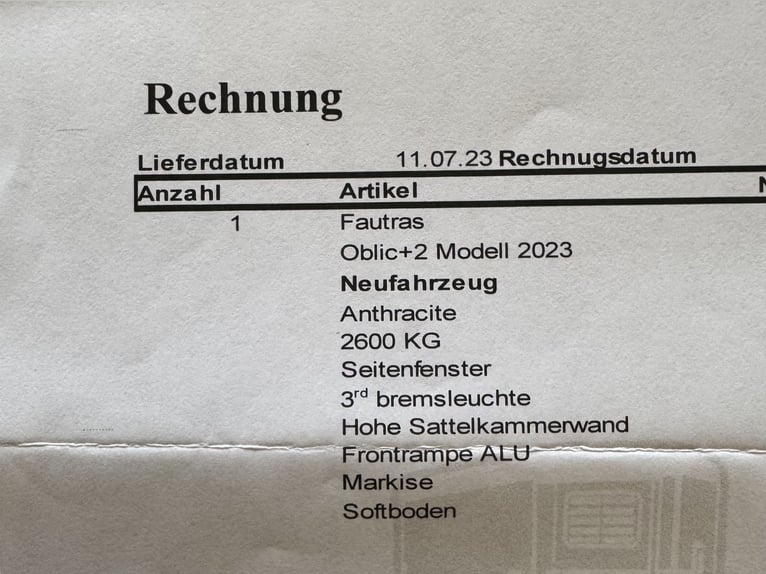 Rechnung
Lieferdatum 11.07.23 Rechnugsdatum
Anzahl Artikel
1 Fautras
Oblic+2 Modell 2023
Neufahrzeug
Anthracite
2600 KG
Seitenfenster
3rd bremsleuchte
Hohe Sattelkammerwand
Frontrampe ALU
Markise
Softboden